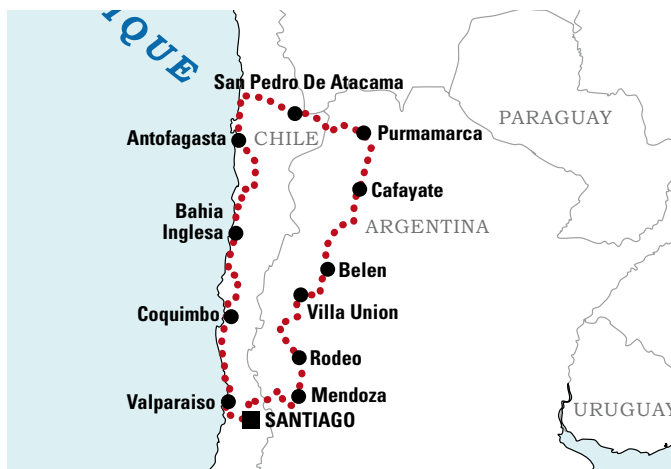 IQUE
San Pedro De Atacama
PARAGUAY
Antofagasta
CHILE
Purmamarca
Cafayate
Bahia
Inglesa
ARGENTINA
Belen
Coquimbo
Villa Union
Rodeo
Valparaiso
Mendoza
URUGUAY
SANTIAGO